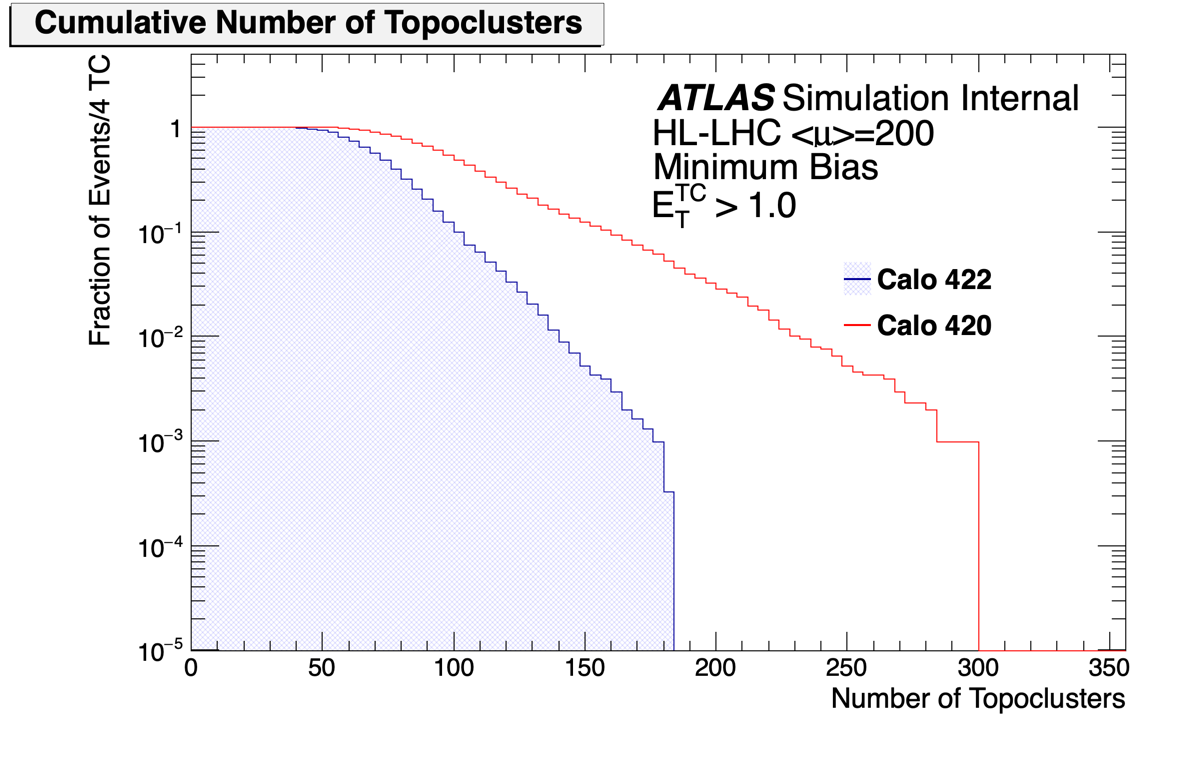 Cumulative Number of Topoclusters
Fraction of Events/4 TC
ATLAS Simulation Internal
HL-LHC <μ>=200
Minimum Bias
E_T^TC > 1.0
Calo 422
Calo 420
1
10⁻¹
10⁻²
10⁻³
10⁻⁴
10⁻⁵
0 50 100 150 200 250 300 350
Number of Topoclusters